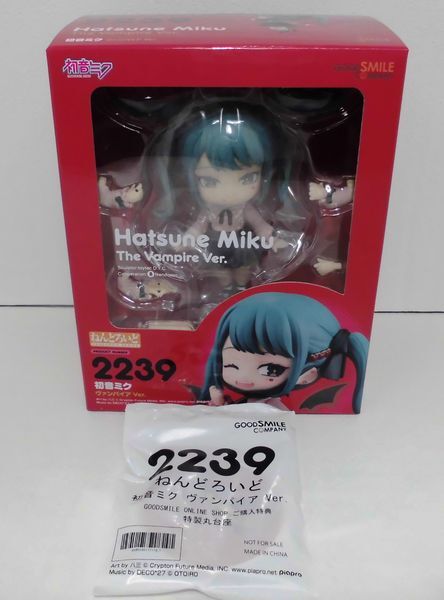 初音ミク
GOOD SMILE
COMPANY
Hatsune Miku
The Vampire Ver.
ねんどろいど
PRODUCT NUMBER
2239
初音ミク
ヴァンパイア Ver.
GOODSMILE
COMPANY
2239
ねんどろいど
初音ミク ヴァンパイア Ver.
GOODSMILE ONLINE SHOP ご購入特典
特製丸台座
NOT FOR SALE
MADE IN CHINA
Art by 八三 © Crypton Future Media, INC. www.piapro.net piapro
Music by DECO*27 © OTOIRO